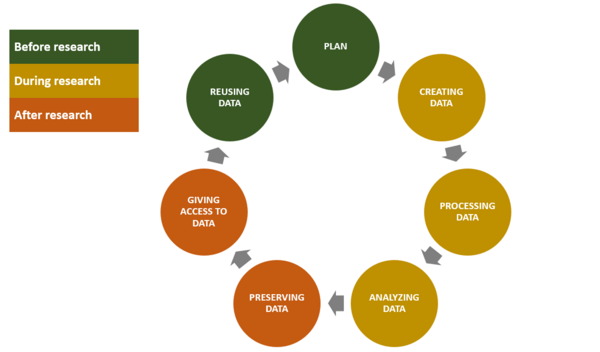 Before research
During research
After research
PLAN
CREATING
DATA
PROCESSING
DATA
ANALYZING
DATA
PRESERVING
DATA
GIVING
ACCESS TO
DATA
REUSING
DATA